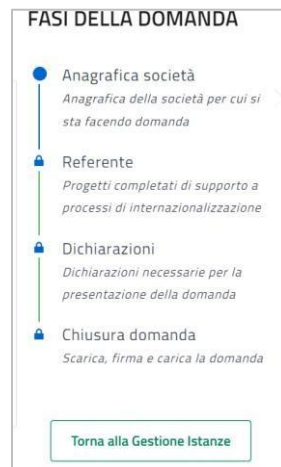 FASI DELLA DOMANDA
Anagrafica società
Anagrafica della società per cui si
sta facendo domanda
Referente
Progetti completati di supporto a
processi di internazionalizzazione
Dichiarazioni
Dichiarazioni necessarie per la
presentazione della domanda
Chiusura domanda
Scarica, firma e carica la domanda
Torna alla Gestione Istanze